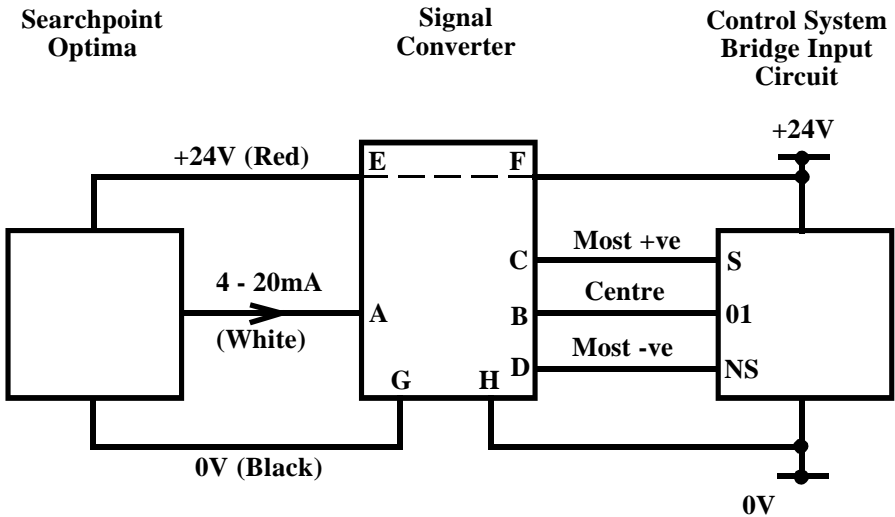 Searchpoint
Optima
Signal
Converter
Control System
Bridge Input
Circuit
+24V
+24V (Red)
E
F
4 - 20mA
(White)
A
C
Most +ve
S
B
Centre
01
D
Most -ve
NS
G
H
0V (Black)
0V